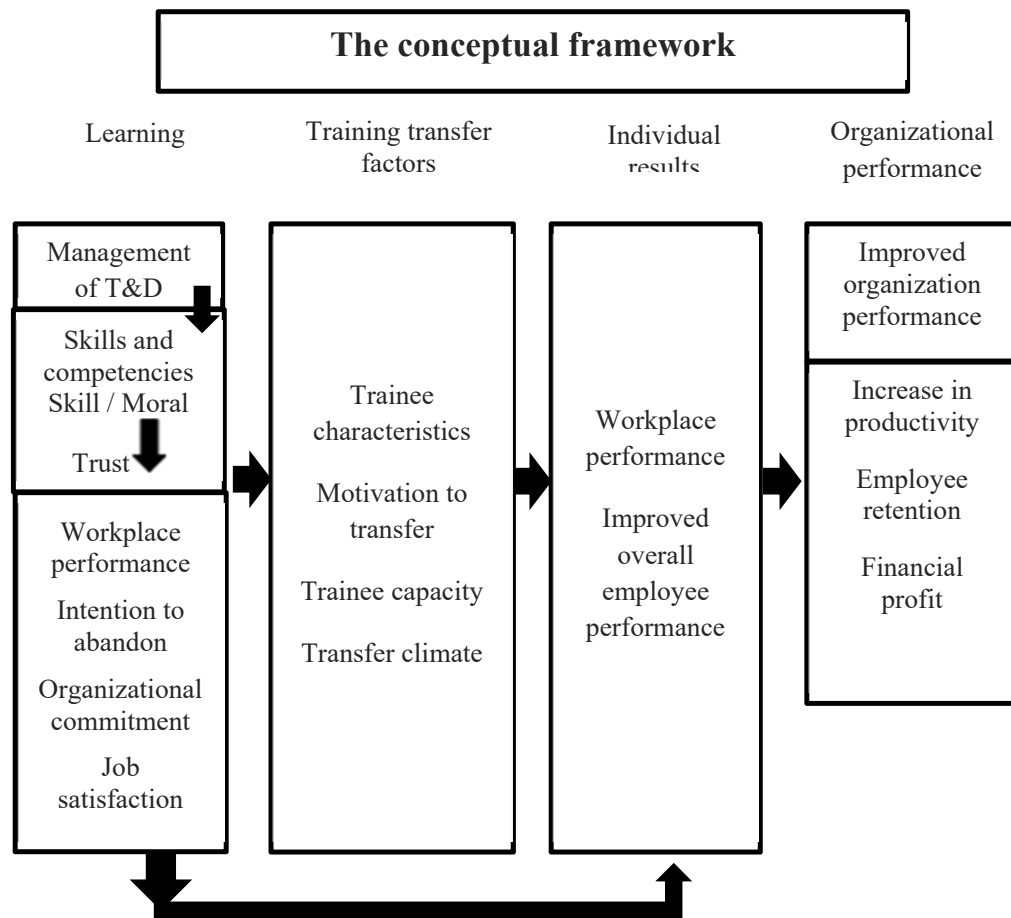 The conceptual framework
Learning
Training transfer
factors
Individual
results
Organizational
performance
Management
of T&D
Skills and
competencies
Skill / Moral
Trust
Workplace
performance
Intention to
abandon
Organizational
commitment
Job
satisfaction
Trainee
characteristics
Motivation to
transfer
Trainee capacity
Transfer climate
Workplace
performance
Improved
overall
employee
performance
Improved
organization
performance
Increase in
productivity
Employee
retention
Financial
profit